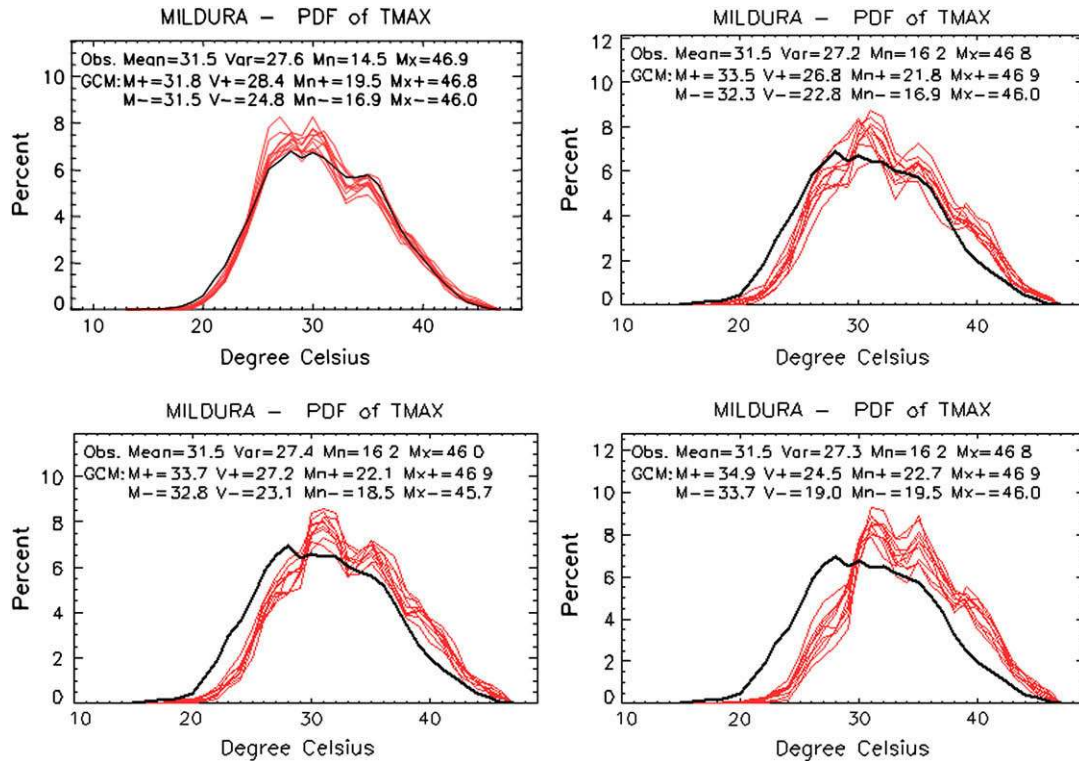 MILDURA – PDF of TMAX
Obs. Mean=31.5 Var=27.6 Mn=14.5 Mx=46.9
GCM:M+=31.8 V+=28.4 Mn+=19.5 Mx+=46.8
M–=31.5 V–=24.8 Mn–=16.9 Mx–=46.0
10
8
6
4
2
0
Percent
10 20 30 40
Degree Celsius
MILDURA – PDF of TMAX
Obs. Mean=31.5 Var=27.2 Mn=16.2 Mx=46.8
GCM:M+=33.5 V+=26.8 Mn+=21.8 Mx+=46.9
M–=32.3 V–=22.8 Mn–=16.9 Mx–=46.0
12
10
8
6
4
2
0
Percent
10 20 30 40
Degree Celsius
MILDURA – PDF of TMAX
Obs. Mean=31.5 Var=27.4 Mn=16.2 Mx=46.0
GCM:M+=33.7 V+=27.2 Mn+=22.1 Mx+=46.9
M–=32.8 V–=23.1 Mn–=18.5 Mx–=45.7
10
8
6
4
2
0
Percent
10 20 30 40
Degree Celsius
MILDURA – PDF of TMAX
Obs. Mean=31.5 Var=27.3 Mn=16.2 Mx=46.8
GCM:M+=34.9 V+=24.5 Mn+=22.7 Mx+=46.9
M–=33.7 V–=19.0 Mn–=19.5 Mx–=46.0
12
10
8
6
4
2
0
Percent
10 20 30 40
Degree Celsius